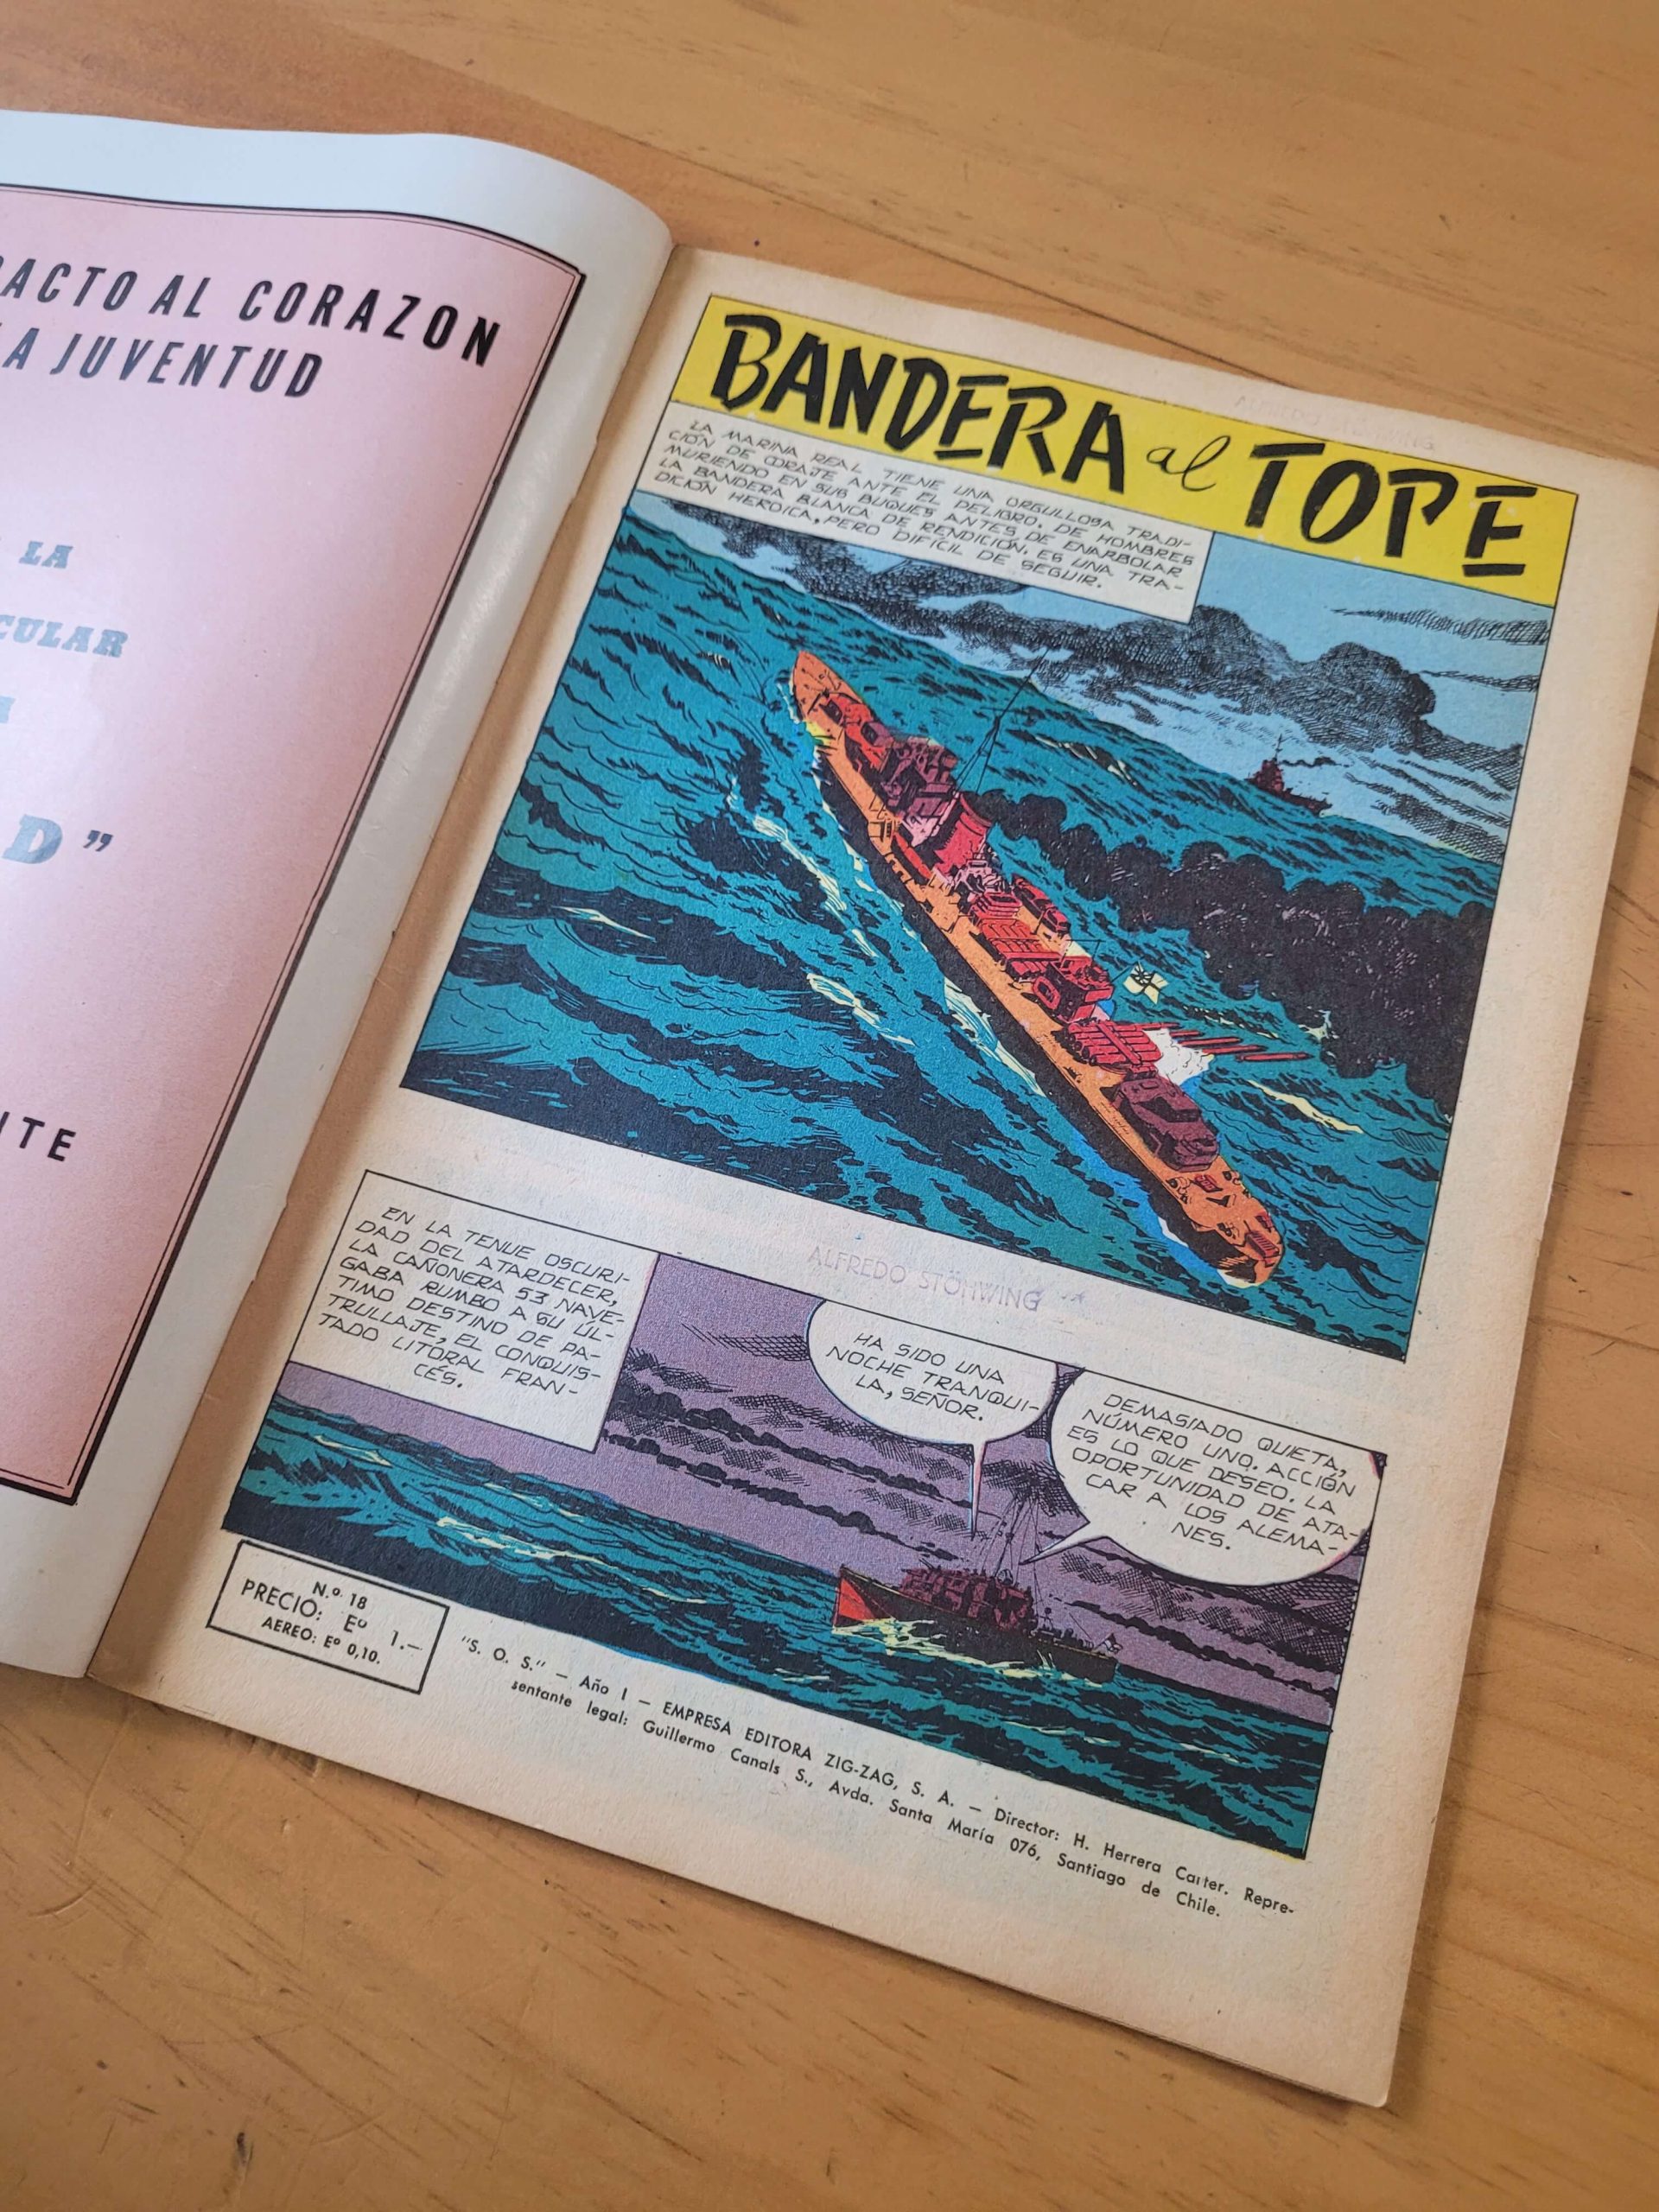 ACTO AL CORAZON
A JUVENTUD
LA
CULAR
D"
ITE
BANDERA al TOPE
LA MARINA REAL TIENE UNA ORGULLOSA TRADI-
CIÓN DE CORAJE ANTE EL PELIGRO. DE HOMBRES
MURIENDO EN SUS BUQUES ANTES DE ENARBOLAR
LA BANDERA BLANCA DE RENDICIÓN. ES UNA TRA-
DICIÓN HEROICA, PERO DIFÍCIL DE SEGUIR.
ALFREDO STÖHWING
EN LA TENUE OSCURI-
DAD DEL ATARDECER,
LA CAÑONERA 53 NAVE-
GABA RUMBO A SU ÚL-
TIMO DESTINO DE PA-
TRULLAJE, EL CONQUIS-
TADO LITORAL FRAN-
CÉS.
HA SIDO UNA
NOCHE TRANQUI-
LA, SEÑOR.
DEMASIADO QUIETA,
NÚMERO UNO. ACCIÓN
ES LO QUE DESEO. LA
OPORTUNIDAD DE ATA-
CAR A LOS ALEMA-
NES.
N.º 18
PRECIO: Eº 1.—
AEREO: Eº 0,10.
"S. O. S." — Año I — EMPRESA EDITORA ZIG-ZAG, S. A. — Director: H. Herrera Carter. Repre-
sentante legal: Guillermo Canals S., Avda. Santa María 076, Santiago de Chile.